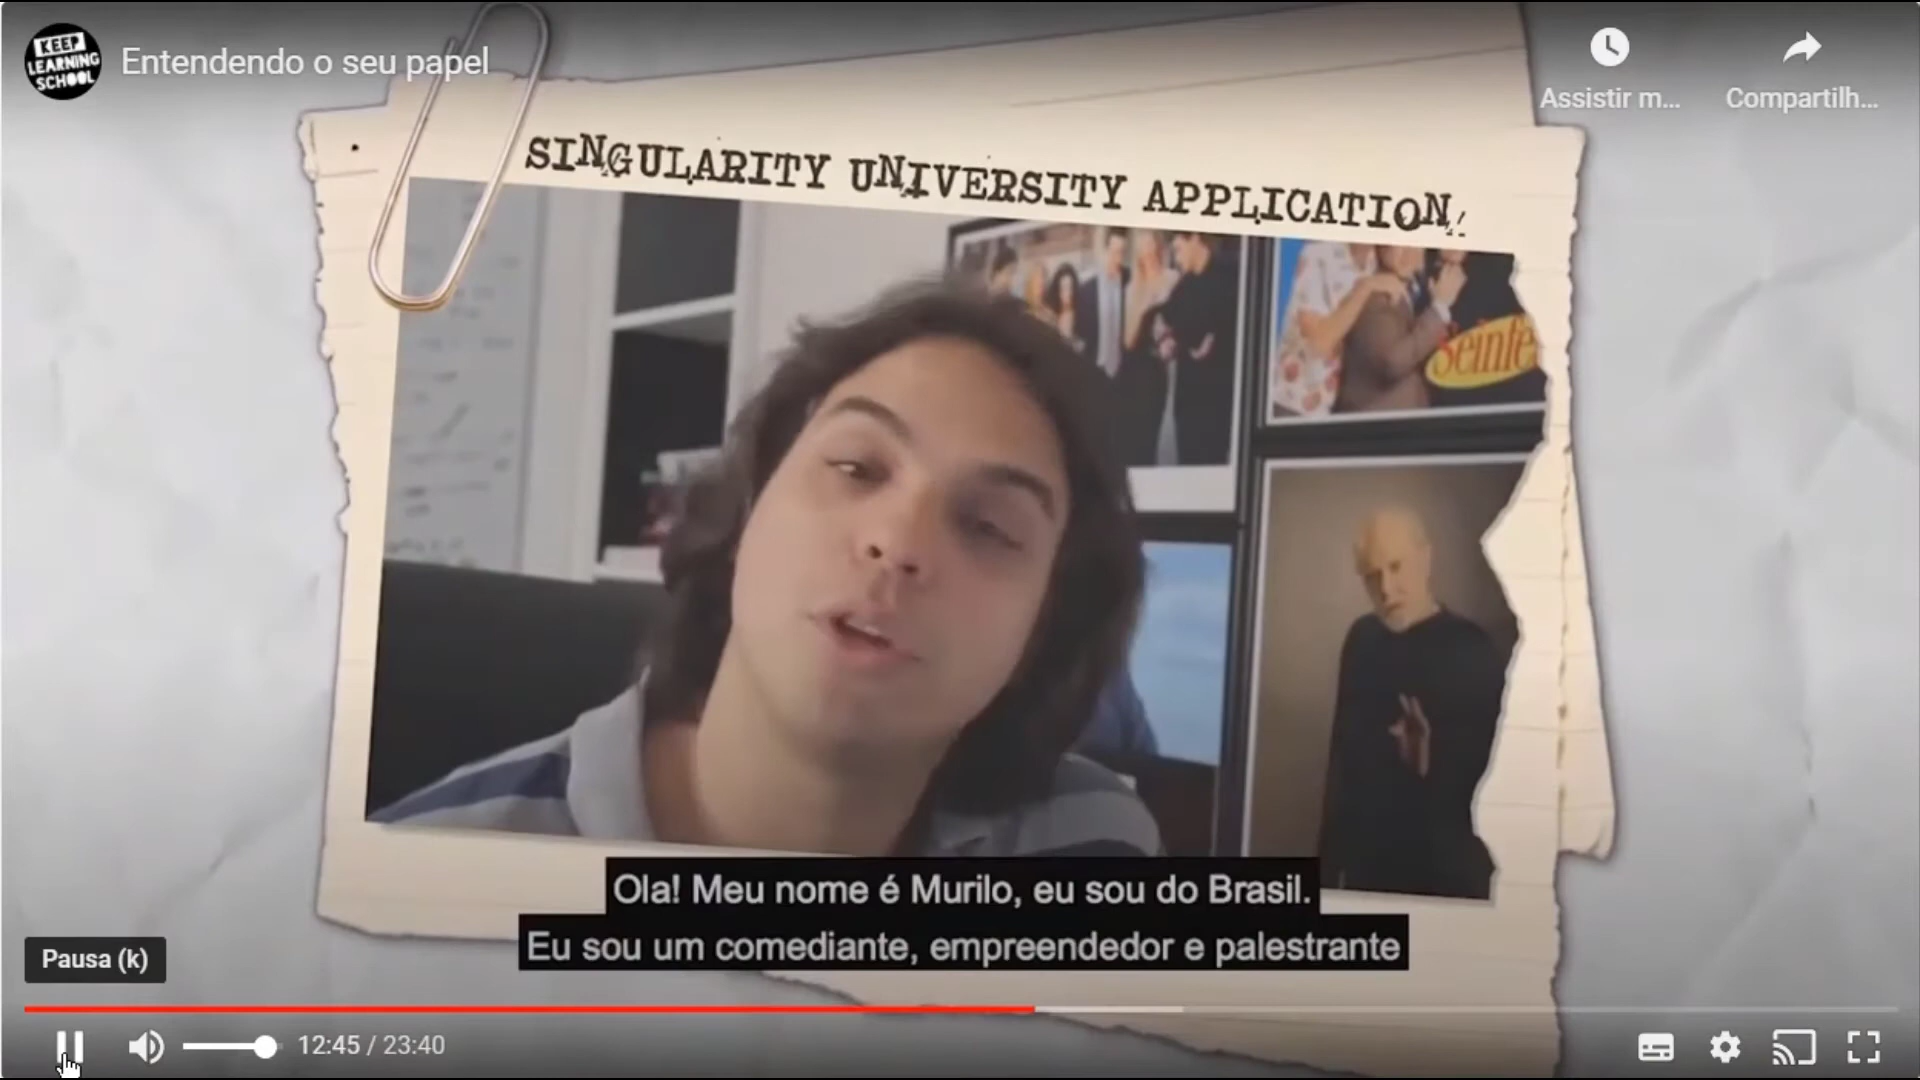 KEEP
LEARNING
SCHOOL
Entendendo o seu papel
Assistir m...
Compartilh...
SINGULARITY UNIVERSITY APPLICATION
Seinfe
Ola! Meu nome é Murilo, eu sou do Brasil.
Eu sou um comediante, empreendedor e palestrante
Pausa (k)
12:45 / 23:40